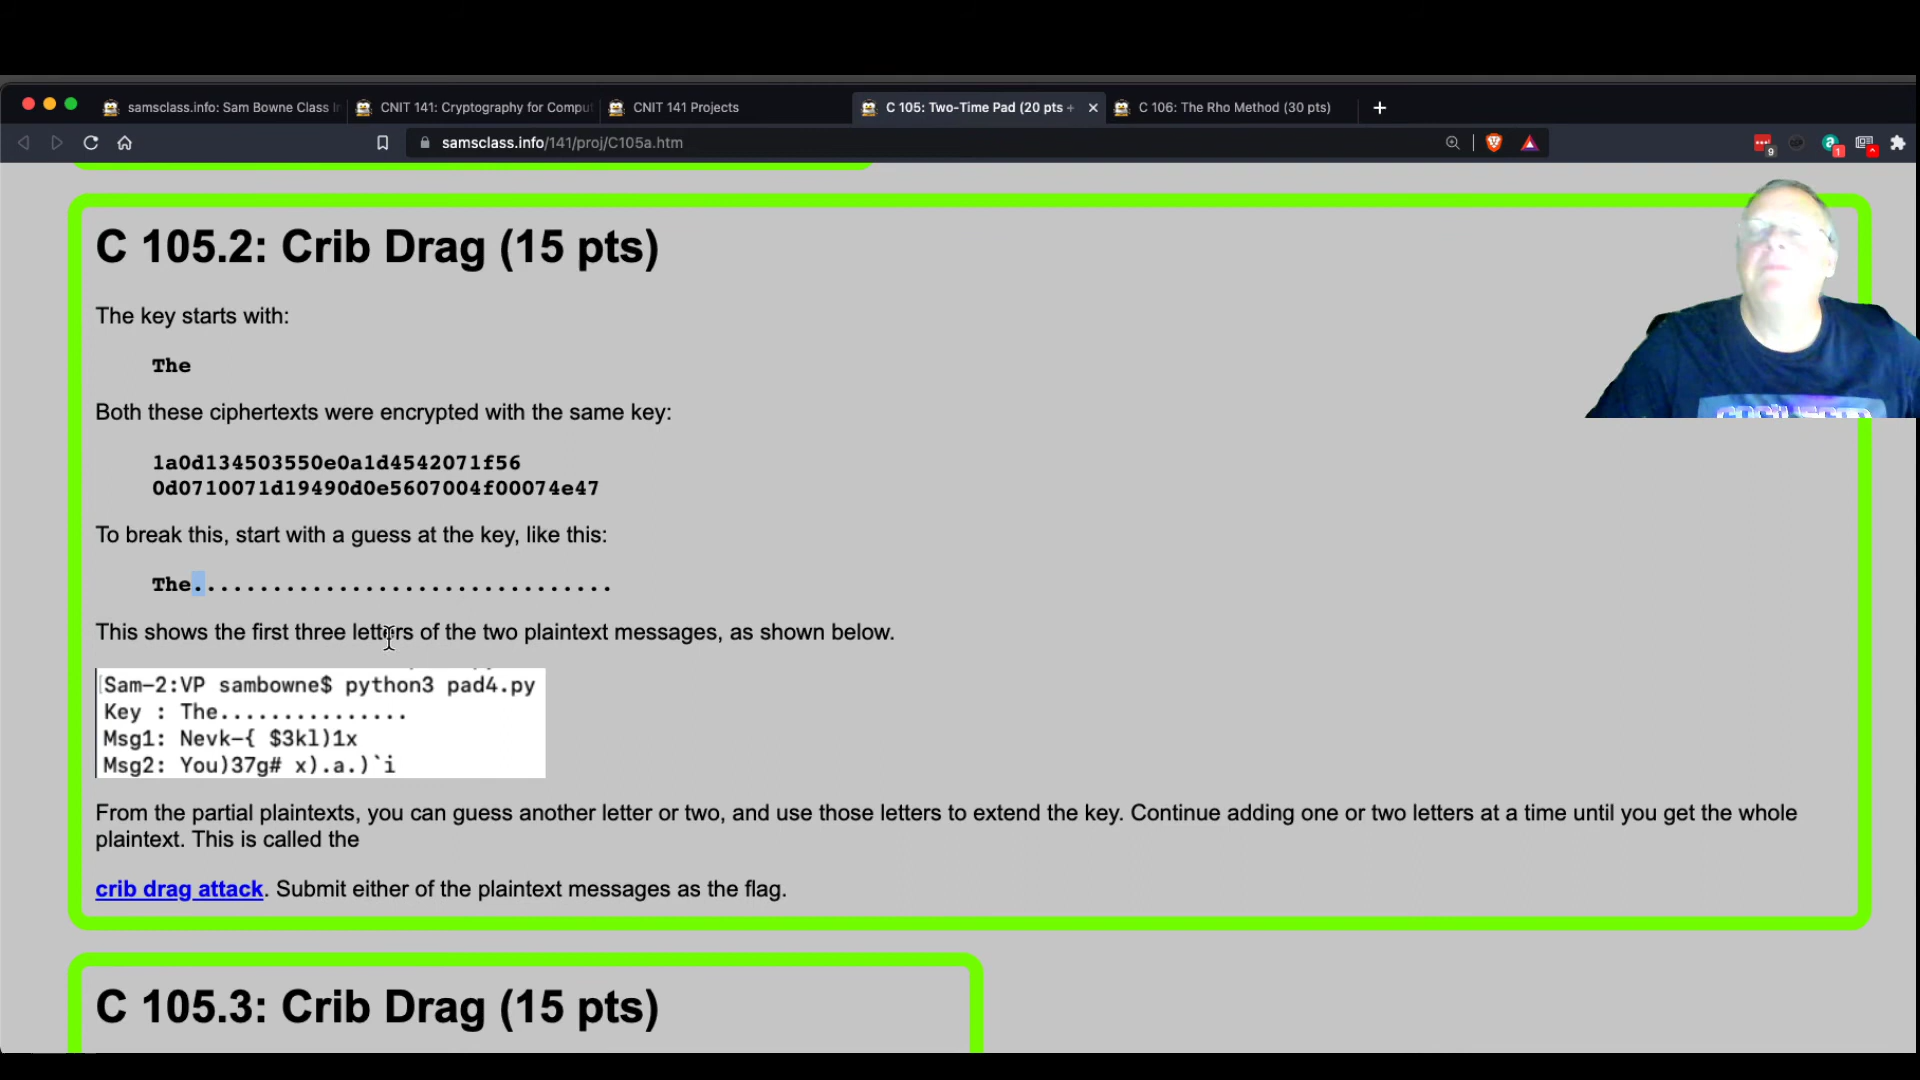 samsclass.info: Sam Bowne Class In
CNIT 141: Cryptography for Compu
CNIT 141 Projects
C 105: Two-Time Pad (20 pts +
C 106: The Rho Method (30 pts)
samsclass.info/141/proj/C105a.htm
9
1
C 105.2: Crib Drag (15 pts)
The key starts with:
The
Both these ciphertexts were encrypted with the same key:
1a0d134503550e0a1d4542071f56
0d0710071d19490d0e5607004f00074e47
To break this, start with a guess at the key, like this:
The................................
This shows the first three letters of the two plaintext messages, as shown below.
Sam-2:VP sambowne$ python3 pad4.py
Key : The...............
Msg1: Nevk-{ $3kl)1x
Msg2: You)37g# x).a.)`i
From the partial plaintexts, you can guess another letter or two, and use those letters to extend the key. Continue adding one or two letters at a time until you get the whole
plaintext. This is called the
crib drag attack. Submit either of the plaintext messages as the flag.
C 105.3: Crib Drag (15 pts)